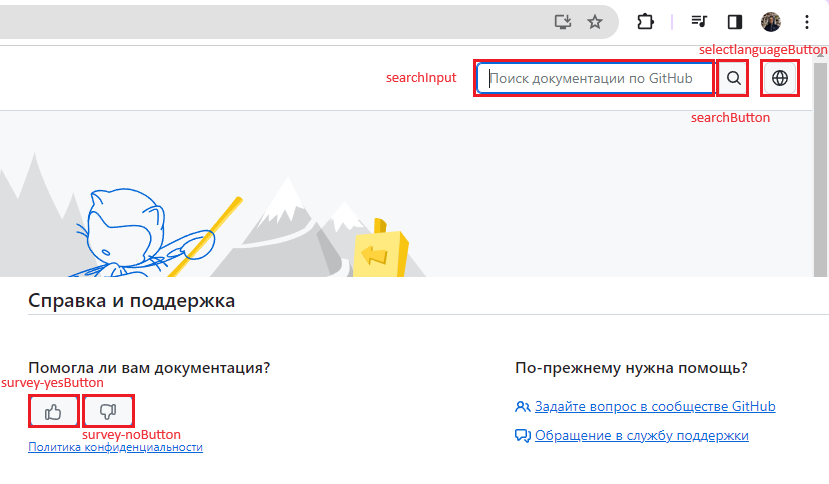 selectlanguageButton
searchInput
Поиск документации по GitHub
searchButton
Справка и поддержка
Помогла ли вам документация?
По-прежнему нужна помощь?
survey-yesButton
Задайте вопрос в сообществе GitHub
survey-noButton
Обращение в службу поддержки
Политика конфиденциальности